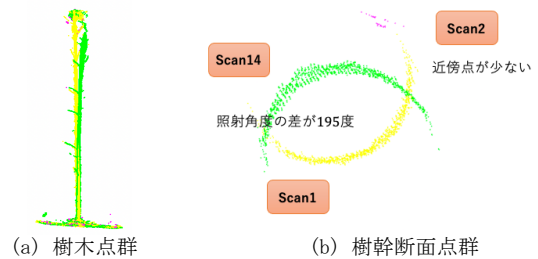 Scan2
Scan14
近傍点が少ない
照射角度の差が195度
Scan1
(a) 樹木点群
(b) 樹幹断面点群